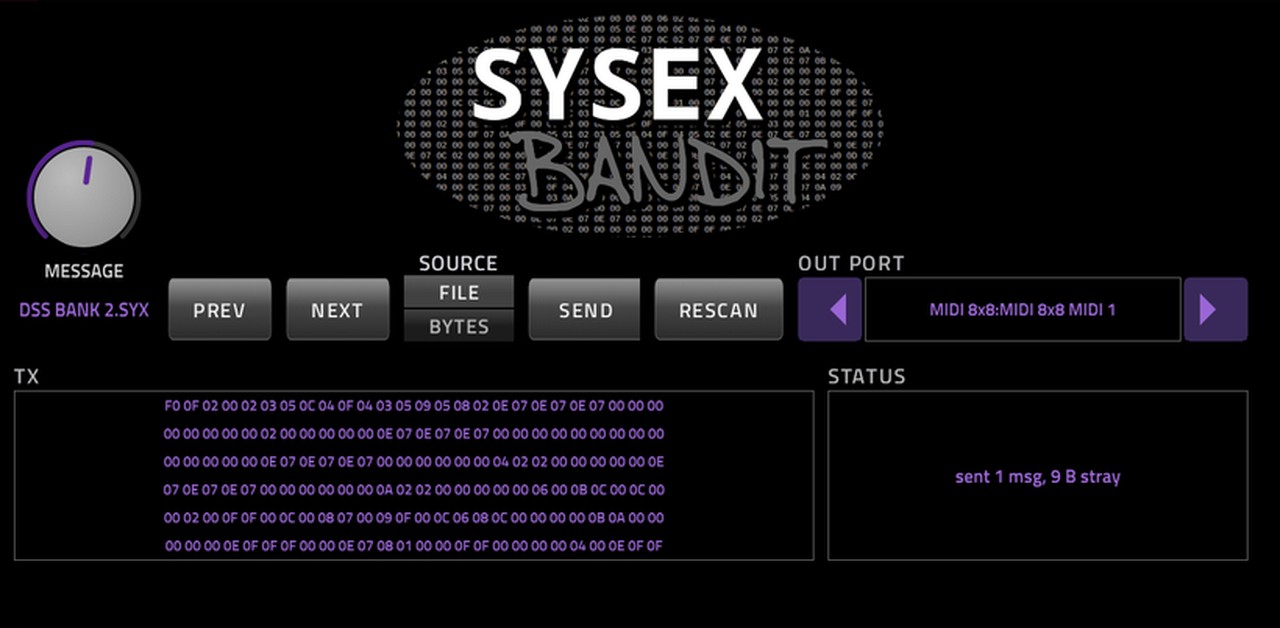 SYSEX
BANDIT
MESSAGE
DSS BANK 2.SYX
PREV
NEXT
SOURCE
FILE
BYTES
SEND
RESCAN
OUT PORT
MIDI 8x8:MIDI 8x8 MIDI 1
TX
F0 0F 02 00 02 03 05 0C 04 0F 04 03 05 09 05 08 02 0E 07 0E 07 0E 07 00 00 00
00 00 00 00 00 02 00 00 00 00 00 0E 07 0E 07 0E 07 00 00 00 00 00 00 00 00 00
00 00 00 00 00 0E 07 0E 07 0E 07 00 00 00 00 00 00 04 02 02 00 00 00 00 00 0E
07 0E 07 0E 07 00 00 00 00 00 00 0A 02 02 00 00 00 00 00 06 00 0B 0C 00 0C 00
00 02 00 0F 0F 00 0C 00 08 07 00 09 0F 00 0C 06 08 0C 00 00 00 00 0B 0A 00 00
00 00 00 0E 0F 0F 0F 00 00 0E 07 08 01 00 00 0F 0F 00 00 00 00 04 00 0E 0F 0F
STATUS
sent 1 msg, 9 B stray